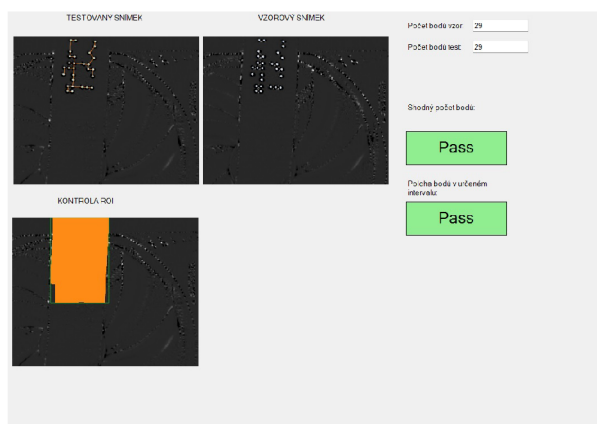 TESTOVANÝ SNÍMEK
VZOROVÝ SNÍMEK
Počet bodů vzor: 29
Počet bodů test: 29
Shodný počet bodů:
Pass
Poloha bodů v určeném
intervalu:
Pass
KONTROLA ROI